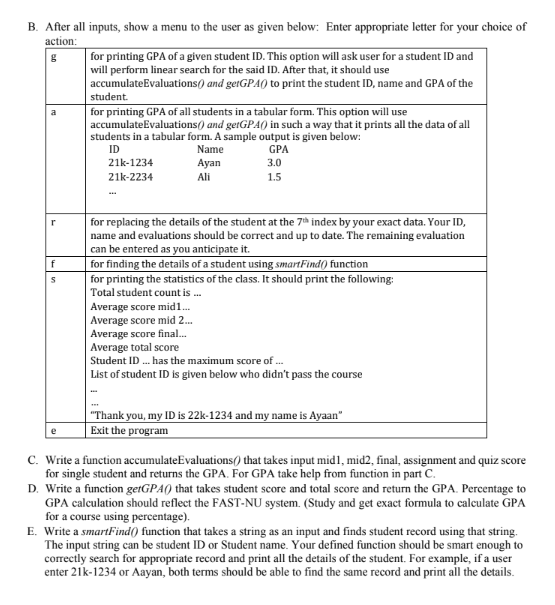 B. After all inputs, show a menu to the user as given below: Enter appropriate letter for your choice of
action:
g for printing GPA of a given student ID. This option will ask user for a student ID and
will perform linear search for the said ID. After that, it should use
accumulateEvaluations() and getGPA() to print the student ID, name and GPA of the
student.
a for printing GPA of all students in a tabular form. This option will use
accumulateEvaluations() and getGPA() in such a way that it prints all the data of all
students in a tabular form. A sample output is given below:
ID Name GPA
21k-1234 Ayan 3.0
21k-2234 Ali 1.5
...
r for replacing the details of the student at the 7th index by your exact data. Your ID,
name and evaluations should be correct and up to date. The remaining evaluation
can be entered as you anticipate it.
f for finding the details of a student using smartFind() function
s for printing the statistics of the class. It should print the following:
Total student count is ...
Average score mid1...
Average score mid 2...
Average score final...
Average total score
Student ID ... has the maximum score of ...
List of student ID is given below who didn't pass the course
...
...
"Thank you, my ID is 22k-1234 and my name is Ayaan"
e Exit the program
C. Write a function accumulateEvaluations() that takes input mid1, mid2, final, assignment and quiz score
for single student and returns the GPA. For GPA take help from function in part C.
D. Write a function getGPA() that takes student score and total score and return the GPA. Percentage to
GPA calculation should reflect the FAST-NU system. (Study and get exact formula to calculate GPA
for a course using percentage).
E. Write a smartFind() function that takes a string as an input and finds student record using that string.
The input string can be student ID or Student name. Your defined function should be smart enough to
correctly search for appropriate record and print all the details of the student. For example, if a user
enter 21k-1234 or Aayan, both terms should be able to find the same record and print all the details.